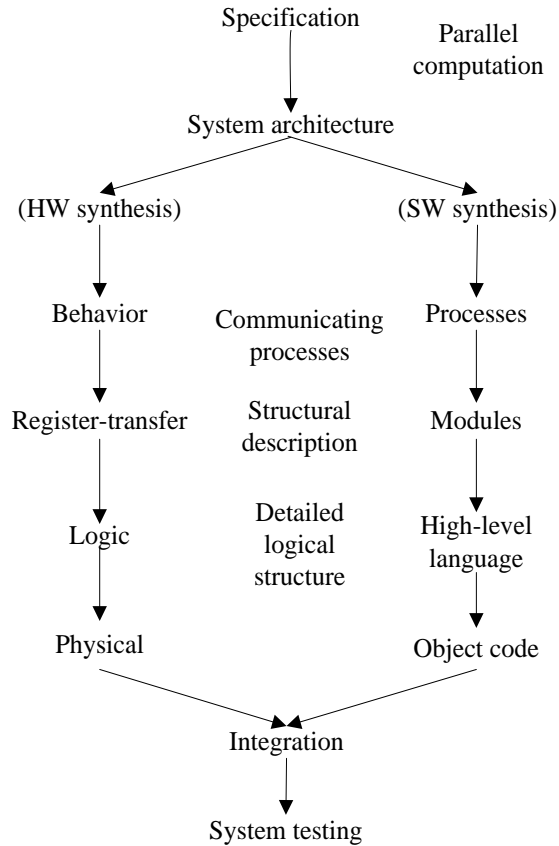 Specification
Parallel
computation
System architecture
(HW synthesis)
(SW synthesis)
Behavior
Communicating
processes
Processes
Register-transfer
Structural
description
Modules
Logic
Detailed
logical
structure
High-level
language
Physical
Object code
Integration
System testing